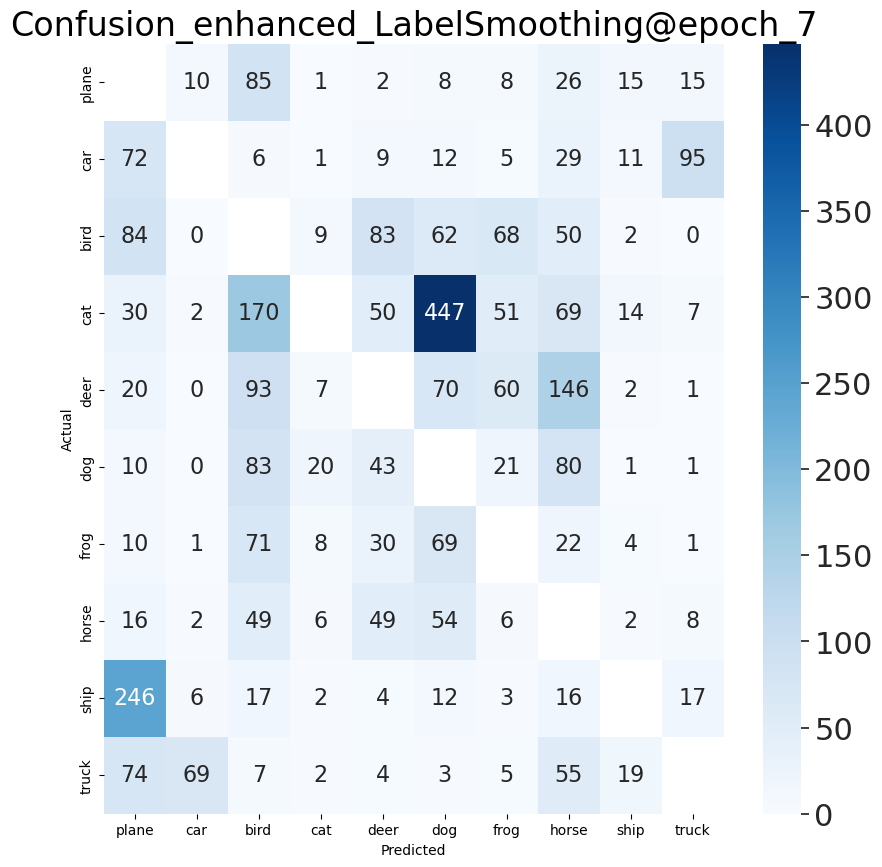 Confusion_enhanced_LabelSmoothing@epoch_7
plane 10 85 1 2 8 8 26 15 15
car 72 6 1 9 12 5 29 11 95
bird 84 0 9 83 62 68 50 2 0
cat 30 2 170 50 447 51 69 14 7
deer 20 0 93 7 70 60 146 2 1
Actual
dog 10 0 83 20 43 21 80 1 1
frog 10 1 71 8 30 69 22 4 1
horse 16 2 49 6 49 54 6 2 8
ship 246 6 17 2 4 12 3 16 17
truck 74 69 7 2 4 3 5 55 19
plane car bird cat deer dog frog horse ship truck
Predicted
400
350
300
250
200
150
100
50
0